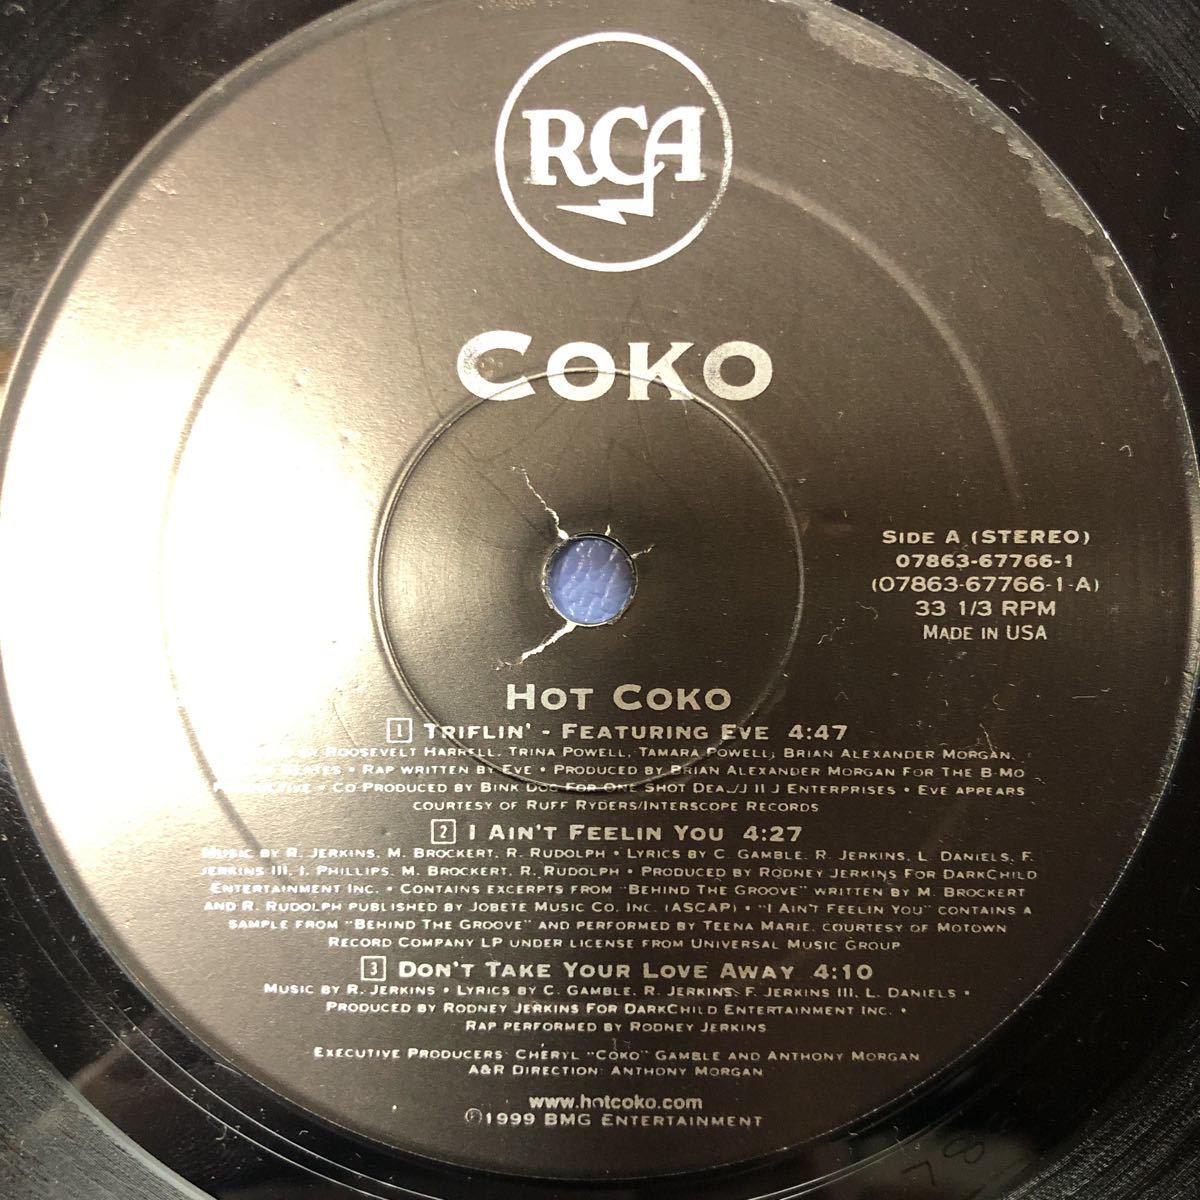 RCA
COKO
SIDE A (STEREO)
07863-67766-1
(07863-67766-1-A)
33 1/3 RPM
MADE IN USA
HOT COKO
1 TRIFLIN' - FEATURING EVE 4:47
BY ROOSEVELT HARRELL, TRINA POWELL, TAMARA POWELL, BRIAN ALEXANDER MORGAN,
• RAP WRITTEN BY EVE • PRODUCED BY BRIAN ALEXANDER MORGAN FOR THE B-MO
• CO PRODUCED BY BINK DOG FOR ONE SHOT ENTERPRISES • EVE APPEARS
COURTESY OF RUFF RYDERS/INTERSCOPE RECORDS
2 I AIN'T FEELIN YOU 4:27
MUSIC BY R. JERKINS, M. BROCKERT, R. RUDOLPH • LYRICS BY C. GAMBLE, R. JERKINS, L. DANIELS, F.
JERKINS III, I. PHILLIPS, M. BROCKERT, R. RUDOLPH • PRODUCED BY RODNEY JERKINS FOR DARKCHILD
ENTERTAINMENT INC. • CONTAINS EXCERPTS FROM "BEHIND THE GROOVE" WRITTEN BY M. BROCKERT
AND R. RUDOLPH PUBLISHED BY JOBETE MUSIC CO. INC. (ASCAP) • "I AIN'T FEELIN YOU" CONTAINS A
SAMPLE FROM "BEHIND THE GROOVE" AND PERFORMED BY TEENA MARIE, COURTESY OF MOTOWN
RECORD COMPANY LP UNDER LICENSE FROM UNIVERSAL MUSIC GROUP
3 DON'T TAKE YOUR LOVE AWAY 4:10
MUSIC BY R. JERKINS • LYRICS BY C. GAMBLE, R. JERKINS, F. JERKINS III, L. DANIELS •
PRODUCED BY RODNEY JERKINS FOR DARKCHILD ENTERTAINMENT INC. •
RAP PERFORMED BY RODNEY JERKINS
EXECUTIVE PRODUCERS: CHERYL "COKO" GAMBLE AND ANTHONY MORGAN
A&R DIRECTION: ANTHONY MORGAN
www.hotcoko.com
℗1999 BMG ENTERTAINMENT